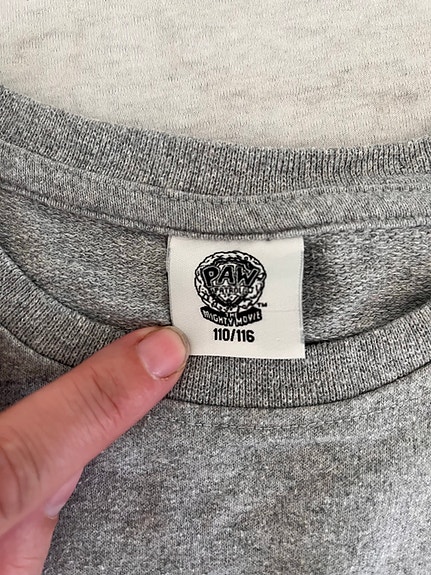 PAW
PATROL
THE
MIGHTY MOVIE
TM
110/116